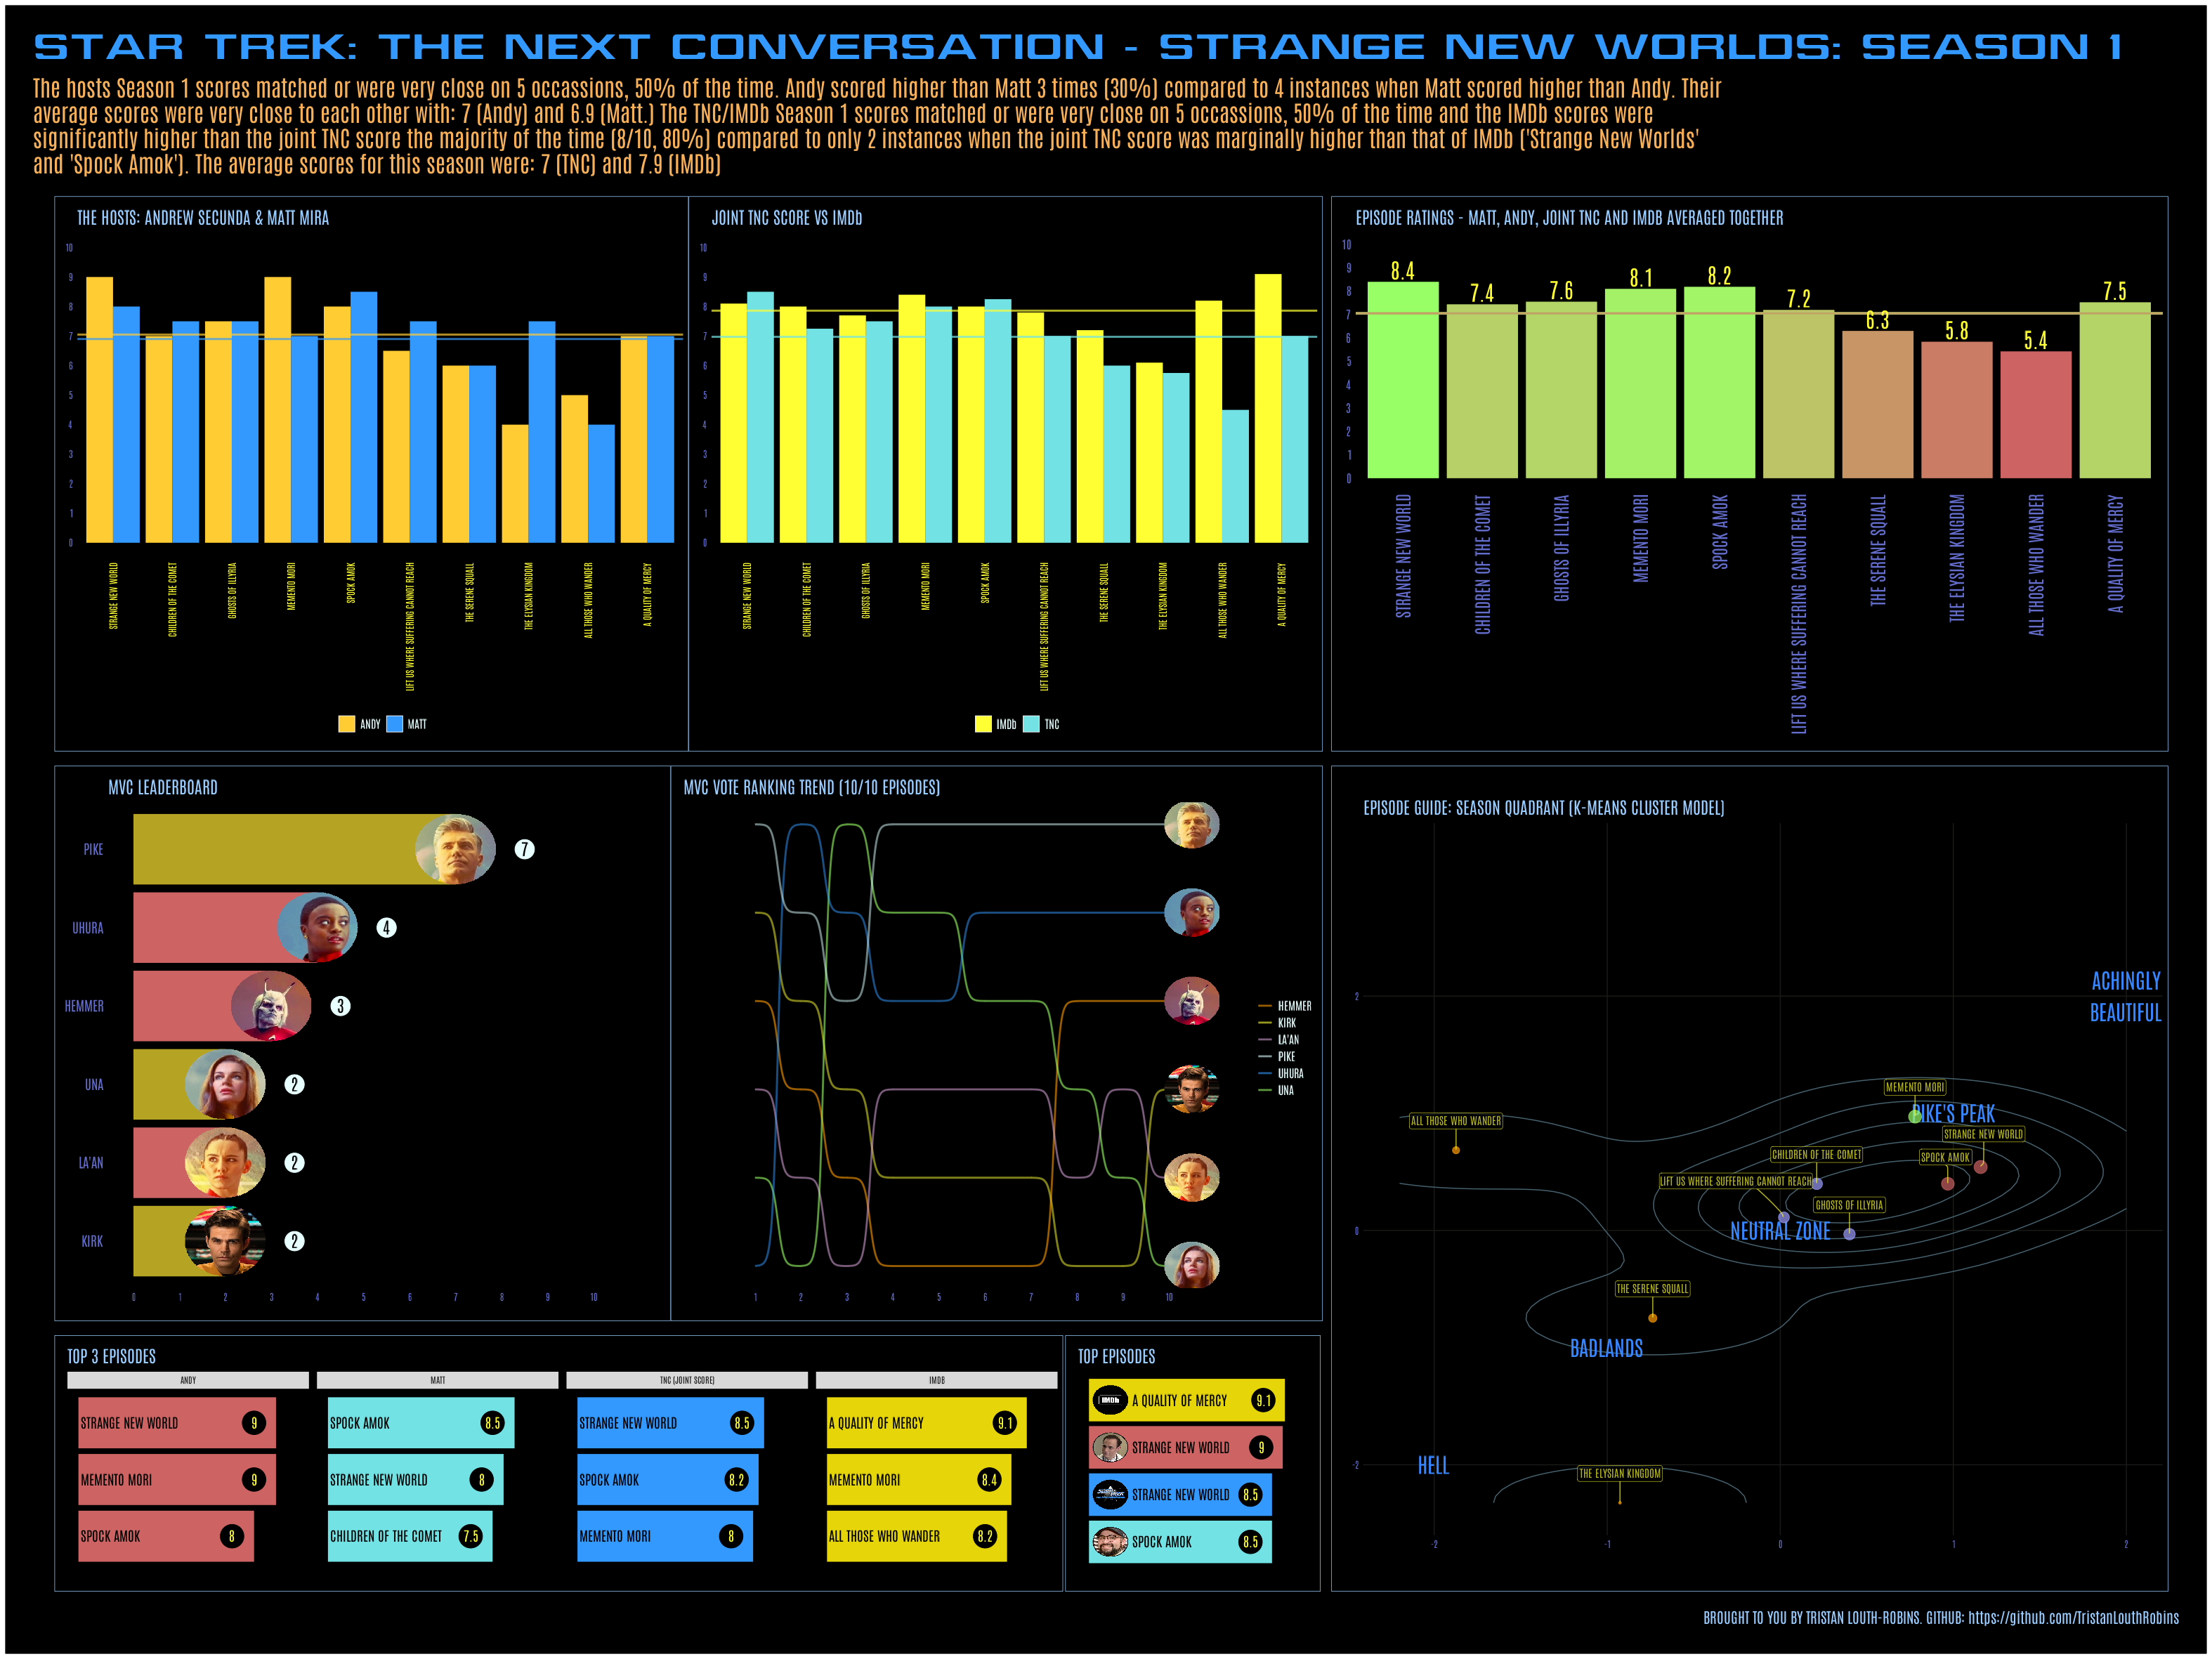 STAR TREK: THE NEXT CONVERSATION - STRANGE NEW WORLDS: SEASON 1
The hosts Season 1 scores matched or were very close on 5 occassions, 50% of the time. Andy scored higher than Matt 3 times (30%) compared to 4 instances when Matt scored higher than Andy. Their
average scores were very close to each other with: 7 (Andy) and 6.9 (Matt.) The TNC/IMDb Season 1 scores matched or were very close on 5 occassions, 50% of the time and the IMDb scores were
significantly higher than the joint TNC score the majority of the time (8/10, 80%) compared to only 2 instances when the joint TNC score was marginally higher than that of IMDb ('Strange New Worlds'
and 'Spock Amok'). The average scores for this season were: 7 (TNC) and 7.9 (IMDb)
THE HOSTS: ANDREW SECUNDA & MATT MIRA
10
9
8
7
6
5
4
3
2
1
0
STRANGE NEW WORLD
CHILDREN OF THE COMET
GHOSTS OF ILLYRIA
MEMENTO MORI
SPOCK AMOK
LIFT US WHERE SUFFERING CANNOT REACH
THE SERENE SQUALL
THE ELYSIAN KINGDOM
ALL THOSE WHO WANDER
A QUALITY OF MERCY
ANDY MATT
JOINT TNC SCORE VS IMDb
10
9
8
7
6
5
4
3
2
1
0
STRANGE NEW WORLD
CHILDREN OF THE COMET
GHOSTS OF ILLYRIA
MEMENTO MORI
SPOCK AMOK
LIFT US WHERE SUFFERING CANNOT REACH
THE SERENE SQUALL
THE ELYSIAN KINGDOM
ALL THOSE WHO WANDER
A QUALITY OF MERCY
IMDb TNC
EPISODE RATINGS - MATT, ANDY, JOINT TNC AND IMDB AVERAGED TOGETHER
10
9
8
7
6
5
4
3
2
1
0
8.4
7.4
7.6
8.1
8.2
7.2
6.3
5.8
5.4
7.5
STRANGE NEW WORLD
CHILDREN OF THE COMET
GHOSTS OF ILLYRIA
MEMENTO MORI
SPOCK AMOK
LIFT US WHERE SUFFERING CANNOT REACH
THE SERENE SQUALL
THE ELYSIAN KINGDOM
ALL THOSE WHO WANDER
A QUALITY OF MERCY
MVC LEADERBOARD
PIKE 7
UHURA 4
HEMMER 3
UNA 2
LA'AN 2
KIRK 2
0 1 2 3 4 5 6 7 8 9 10
MVC VOTE RANKING TREND (10/10 EPISODES)
HEMMER
KIRK
LA'AN
PIKE
UHURA
UNA
1 2 3 4 5 6 7 8 9 10
EPISODE GUIDE: SEASON QUADRANT (K-MEANS CLUSTER MODEL)
2
0
-2
ACHINGLY
BEAUTIFUL
MEMENTO MORI
PIKE'S PEAK
ALL THOSE WHO WANDER
STRANGE NEW WORLD
CHILDREN OF THE COMET
SPOCK AMOK
LIFT US WHERE SUFFERING CANNOT REACH
GHOSTS OF ILLYRIA
NEUTRAL ZONE
THE SERENE SQUALL
BADLANDS
HELL
THE ELYSIAN KINGDOM
-2 -1 0 1 2
TOP 3 EPISODES
ANDY
STRANGE NEW WORLD 9
MEMENTO MORI 9
SPOCK AMOK 8
MATT
SPOCK AMOK 8.5
STRANGE NEW WORLD 8
CHILDREN OF THE COMET 7.5
TNC (JOINT SCORE)
STRANGE NEW WORLD 8.5
SPOCK AMOK 8.2
MEMENTO MORI 8
IMDB
A QUALITY OF MERCY 9.1
MEMENTO MORI 8.4
ALL THOSE WHO WANDER 8.2
TOP EPISODES
IMDb A QUALITY OF MERCY 9.1
STRANGE NEW WORLD 9
STRANGE NEW WORLD 8.5
SPOCK AMOK 8.5
BROUGHT TO YOU BY TRISTAN LOUTH-ROBINS. GITHUB: https://github.com/TristanLouthRobins